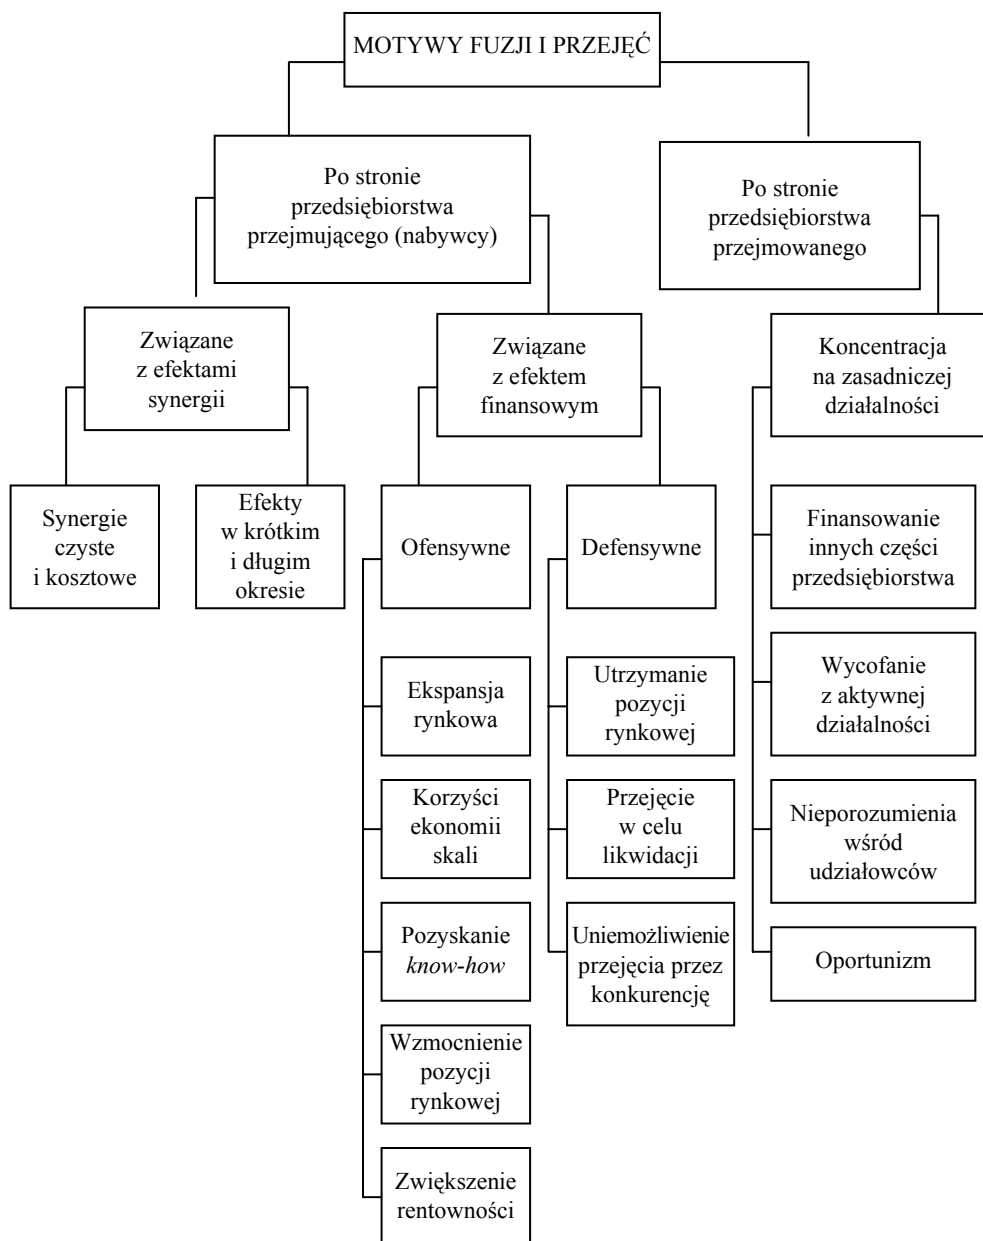 MOTYWY FUZJI I PRZEJĘĆ
Po stronie
przedsiębiorstwa
przejmującego (nabywcy)
Po stronie
przedsiębiorstwa
przejmowanego
Związane
z efektami
synergii
Związane
z efektem
finansowym
Koncentracja
na zasadniczej
działalności
Synergie
czyste
i kosztowe
Efekty
w krótkim
i długim
okresie
Ofensywne
Defensywne
Finansowanie
innych części
przedsiębiorstwa
Ekspansja
rynkowa
Utrzymanie
pozycji
rynkowej
Wycofanie
z aktywnej
działalności
Korzyści
ekonomii
skali
Przejęcie
w celu
likwidacji
Nieporozumienia
wśród
udziałowców
Pozyskanie
know-how
Uniemożliwienie
przejęcia przez
konkurencję
Oportunizm
Wzmocnienie
pozycji
rynkowej
Zwiększenie
rentowności